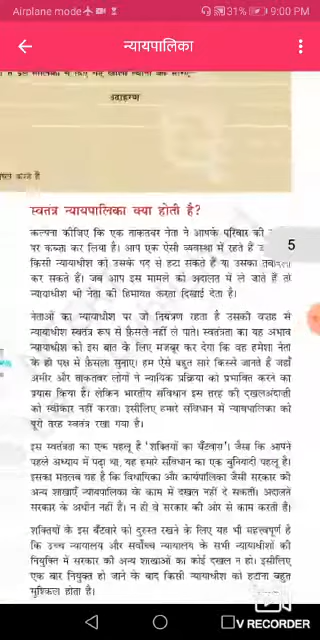 Airplane mode 31% 9:00 PM
न्यायपालिका
उदाहरण
करते हैं
स्वतंत्र न्यायपालिका क्या होती है?
कल्पना कीजिए कि एक ताकतवर नेता ने आपके परिवार की
पर कब्ज़ा कर लिया है। आप एक ऐसी व्यवस्था में रहते हैं
किसी न्यायाधीश को उसके पद से हटा सकते हैं या उसका तबादला
कर सकते हैं। जब आप इस मामले को अदालत में ले जाते हैं तो
न्यायाधीश भी नेता की हिमायत करता दिखाई देता है।
5
नेताओं का न्यायाधीश पर जो नियंत्रण रहता है उसकी वजह से
न्यायाधीश स्वतंत्र रूप से फ़ैसले नहीं ले पाते। स्वतंत्रता का यह अभाव
न्यायाधीश को इस बात के लिए मजबूर कर देगा कि वह हमेशा नेता
के ही पक्ष में फ़ैसला सुनाए। हम ऐसे बहुत सारे किस्से जानते हैं जहाँ
अमीर और ताकतवर लोगों ने न्यायिक प्रक्रिया को प्रभावित करने का
प्रयास किया है। लेकिन भारतीय संविधान इस तरह की दखलअंदाज़ी
को स्वीकार नहीं करता। इसीलिए हमारे संविधान में न्यायपालिका को
पूरी तरह स्वतंत्र रखा गया है।
इस स्वतंत्रता का एक पहलू है 'शक्तियों का बँटवारा'। जैसा कि आपने
पहले अध्याय में पढ़ा था, यह हमारे संविधान का एक बुनियादी पहलू है।
इसका मतलब यह है कि विधायिका और कार्यपालिका जैसी सरकार की
अन्य शाखाएँ न्यायपालिका के काम में दखल नहीं दे सकतीं। अदालतें
सरकार के अधीन नहीं हैं। न ही वे सरकार की ओर से काम करती हैं।
शक्तियों के इस बँटवारे को दुरुस्त रखने के लिए यह भी महत्त्वपूर्ण है
कि उच्च न्यायालय और सर्वोच्च न्यायालय के सभी न्यायाधीशों की
नियुक्ति में सरकार की अन्य शाखाओं का कोई दखल न हो। इसीलिए
एक बार नियुक्त हो जाने के बाद किसी न्यायाधीश को हटाना बहुत
मुश्किल होता है।
V RECORDER